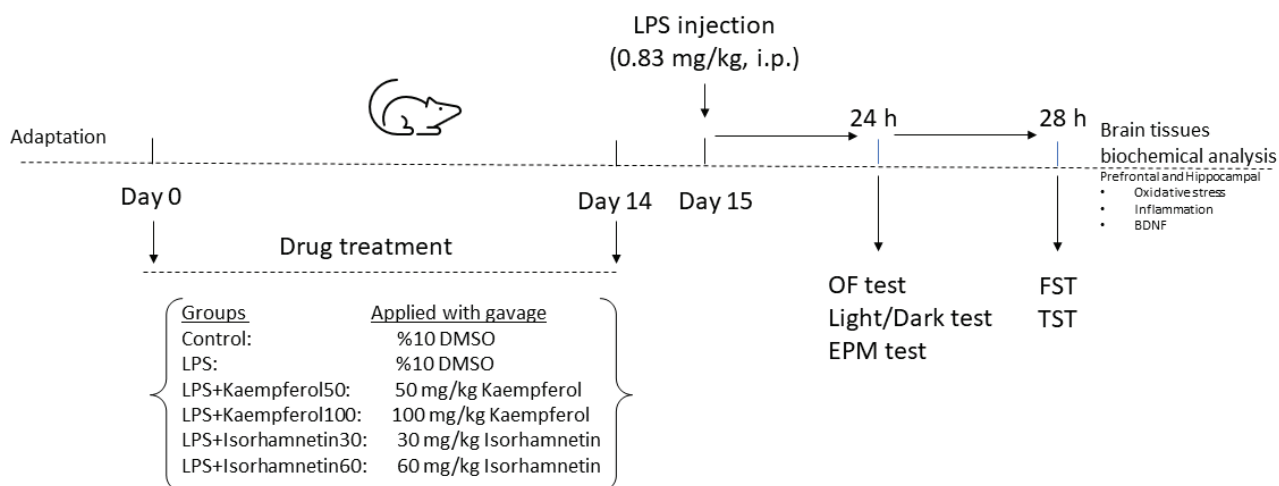 LPS injection
(0.83 mg/kg, i.p.)
Adaptation
24 h
28 h
Brain tissues
biochemical analysis
Prefrontal and Hippocampal
• Oxidative stress
• Inflammation
• BDNF
Day 0
Day 14
Day 15
Drug treatment
Groups Applied with gavage
Control: %10 DMSO
LPS: %10 DMSO
LPS+Kaempferol50: 50 mg/kg Kaempferol
LPS+Kaempferol100: 100 mg/kg Kaempferol
LPS+Isorhamnetin30: 30 mg/kg Isorhamnetin
LPS+Isorhamnetin60: 60 mg/kg Isorhamnetin
OF test
Light/Dark test
EPM test
FST
TST